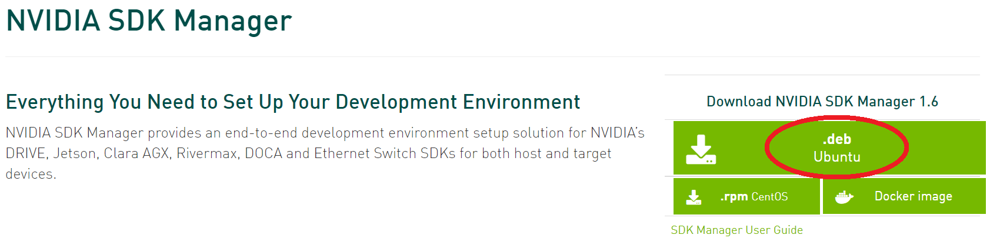 NVIDIA SDK Manager
Everything You Need to Set Up Your Development Environment
NVIDIA SDK Manager provides an end-to-end development environment setup solution for NVIDIA’s
DRIVE, Jetson, Clara AGX, Rivermax, DOCA and Ethernet Switch SDKs for both host and target
devices.
Download NVIDIA SDK Manager 1.6
.deb
Ubuntu
.rpm CentOS
Docker image
SDK Manager User Guide